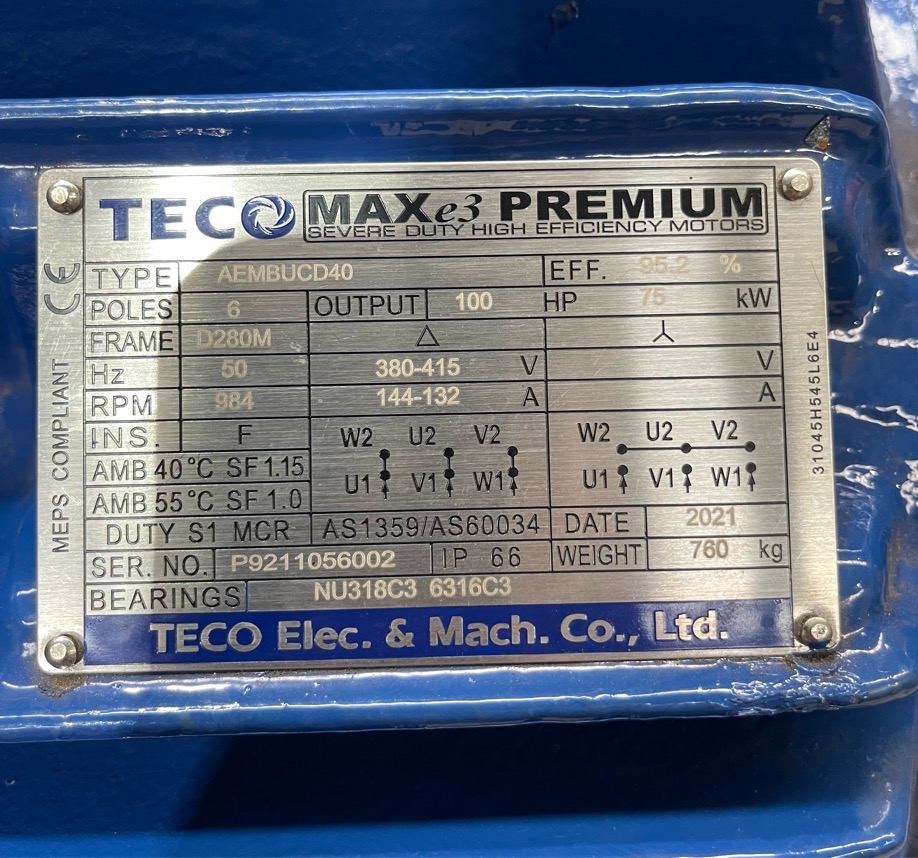 TECO MAXe3 PREMIUM
SEVERE DUTY HIGH EFFICIENCY MOTORS
TYPE AEMBUCD40 EFF. 95.2 %
POLES 6 OUTPUT 100 HP 75 kW
FRAME D280M △ 人
Hz 50 380-415 V V
RPM 984 144-132 A A
INS. F W2 U2 V2 W2 U2 V2
AMB 40°C SF 1.15 U1 V1 W1 U1 V1 W1
AMB 55°C SF 1.0
DUTY S1 MCR AS1359/AS60034 DATE 2021
SER. NO. P9211056002 IP 66 WEIGHT 760 kg
BEARINGS NU318C3 6316C3
TECO Elec. & Mach. Co., Ltd.
MEPS COMPLIANT CE
31045H545L6E4